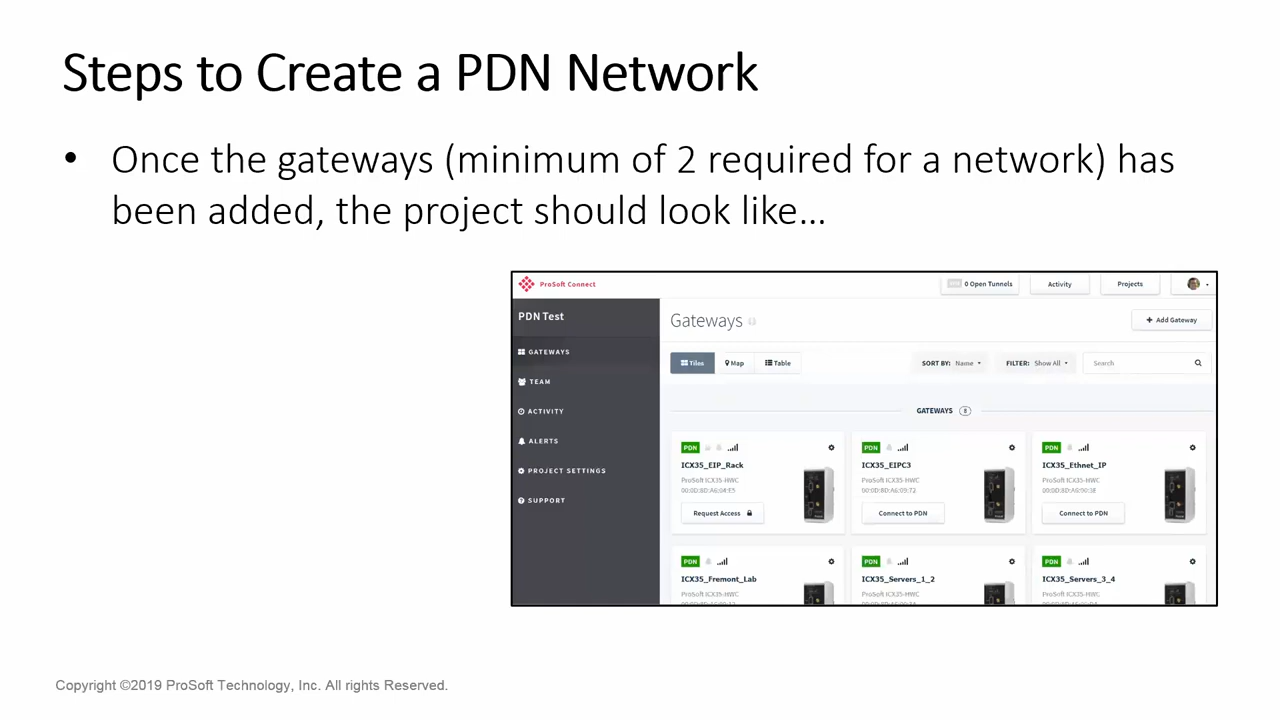 Steps to Create a PDN Network
• Once the gateways (minimum of 2 required for a network) has
been added, the project should look like...
ProSoft Connect
0 Open Tunnels
Activity
Projects
PDN Test
GATEWAYS
TEAM
ACTIVITY
ALERTS
PROJECT SETTINGS
SUPPORT
Gateways
+ Add Gateway
Tiles
Map
Table
SORT BY: Name
FILTER: Show All
Search
GATEWAYS 8
PDN
ICX35_EIP_Rack
ProSoft ICX35-HWC
Request Access
PDN
ICX35_EIPC3
ProSoft ICX35-HWC
Connect to PDN
PDN
ICX35_Ethnet_IP
ProSoft ICX35-HWC
Connect to PDN
PDN
ICX35_Fremont_Lab
ProSoft ICX35-HWC
PDN
ICX35_Servers_1_2
ProSoft ICX35-HWC
PDN
ICX35_Servers_3_4
ProSoft ICX35-HWC
Copyright ©2019 ProSoft Technology, Inc. All rights Reserved.